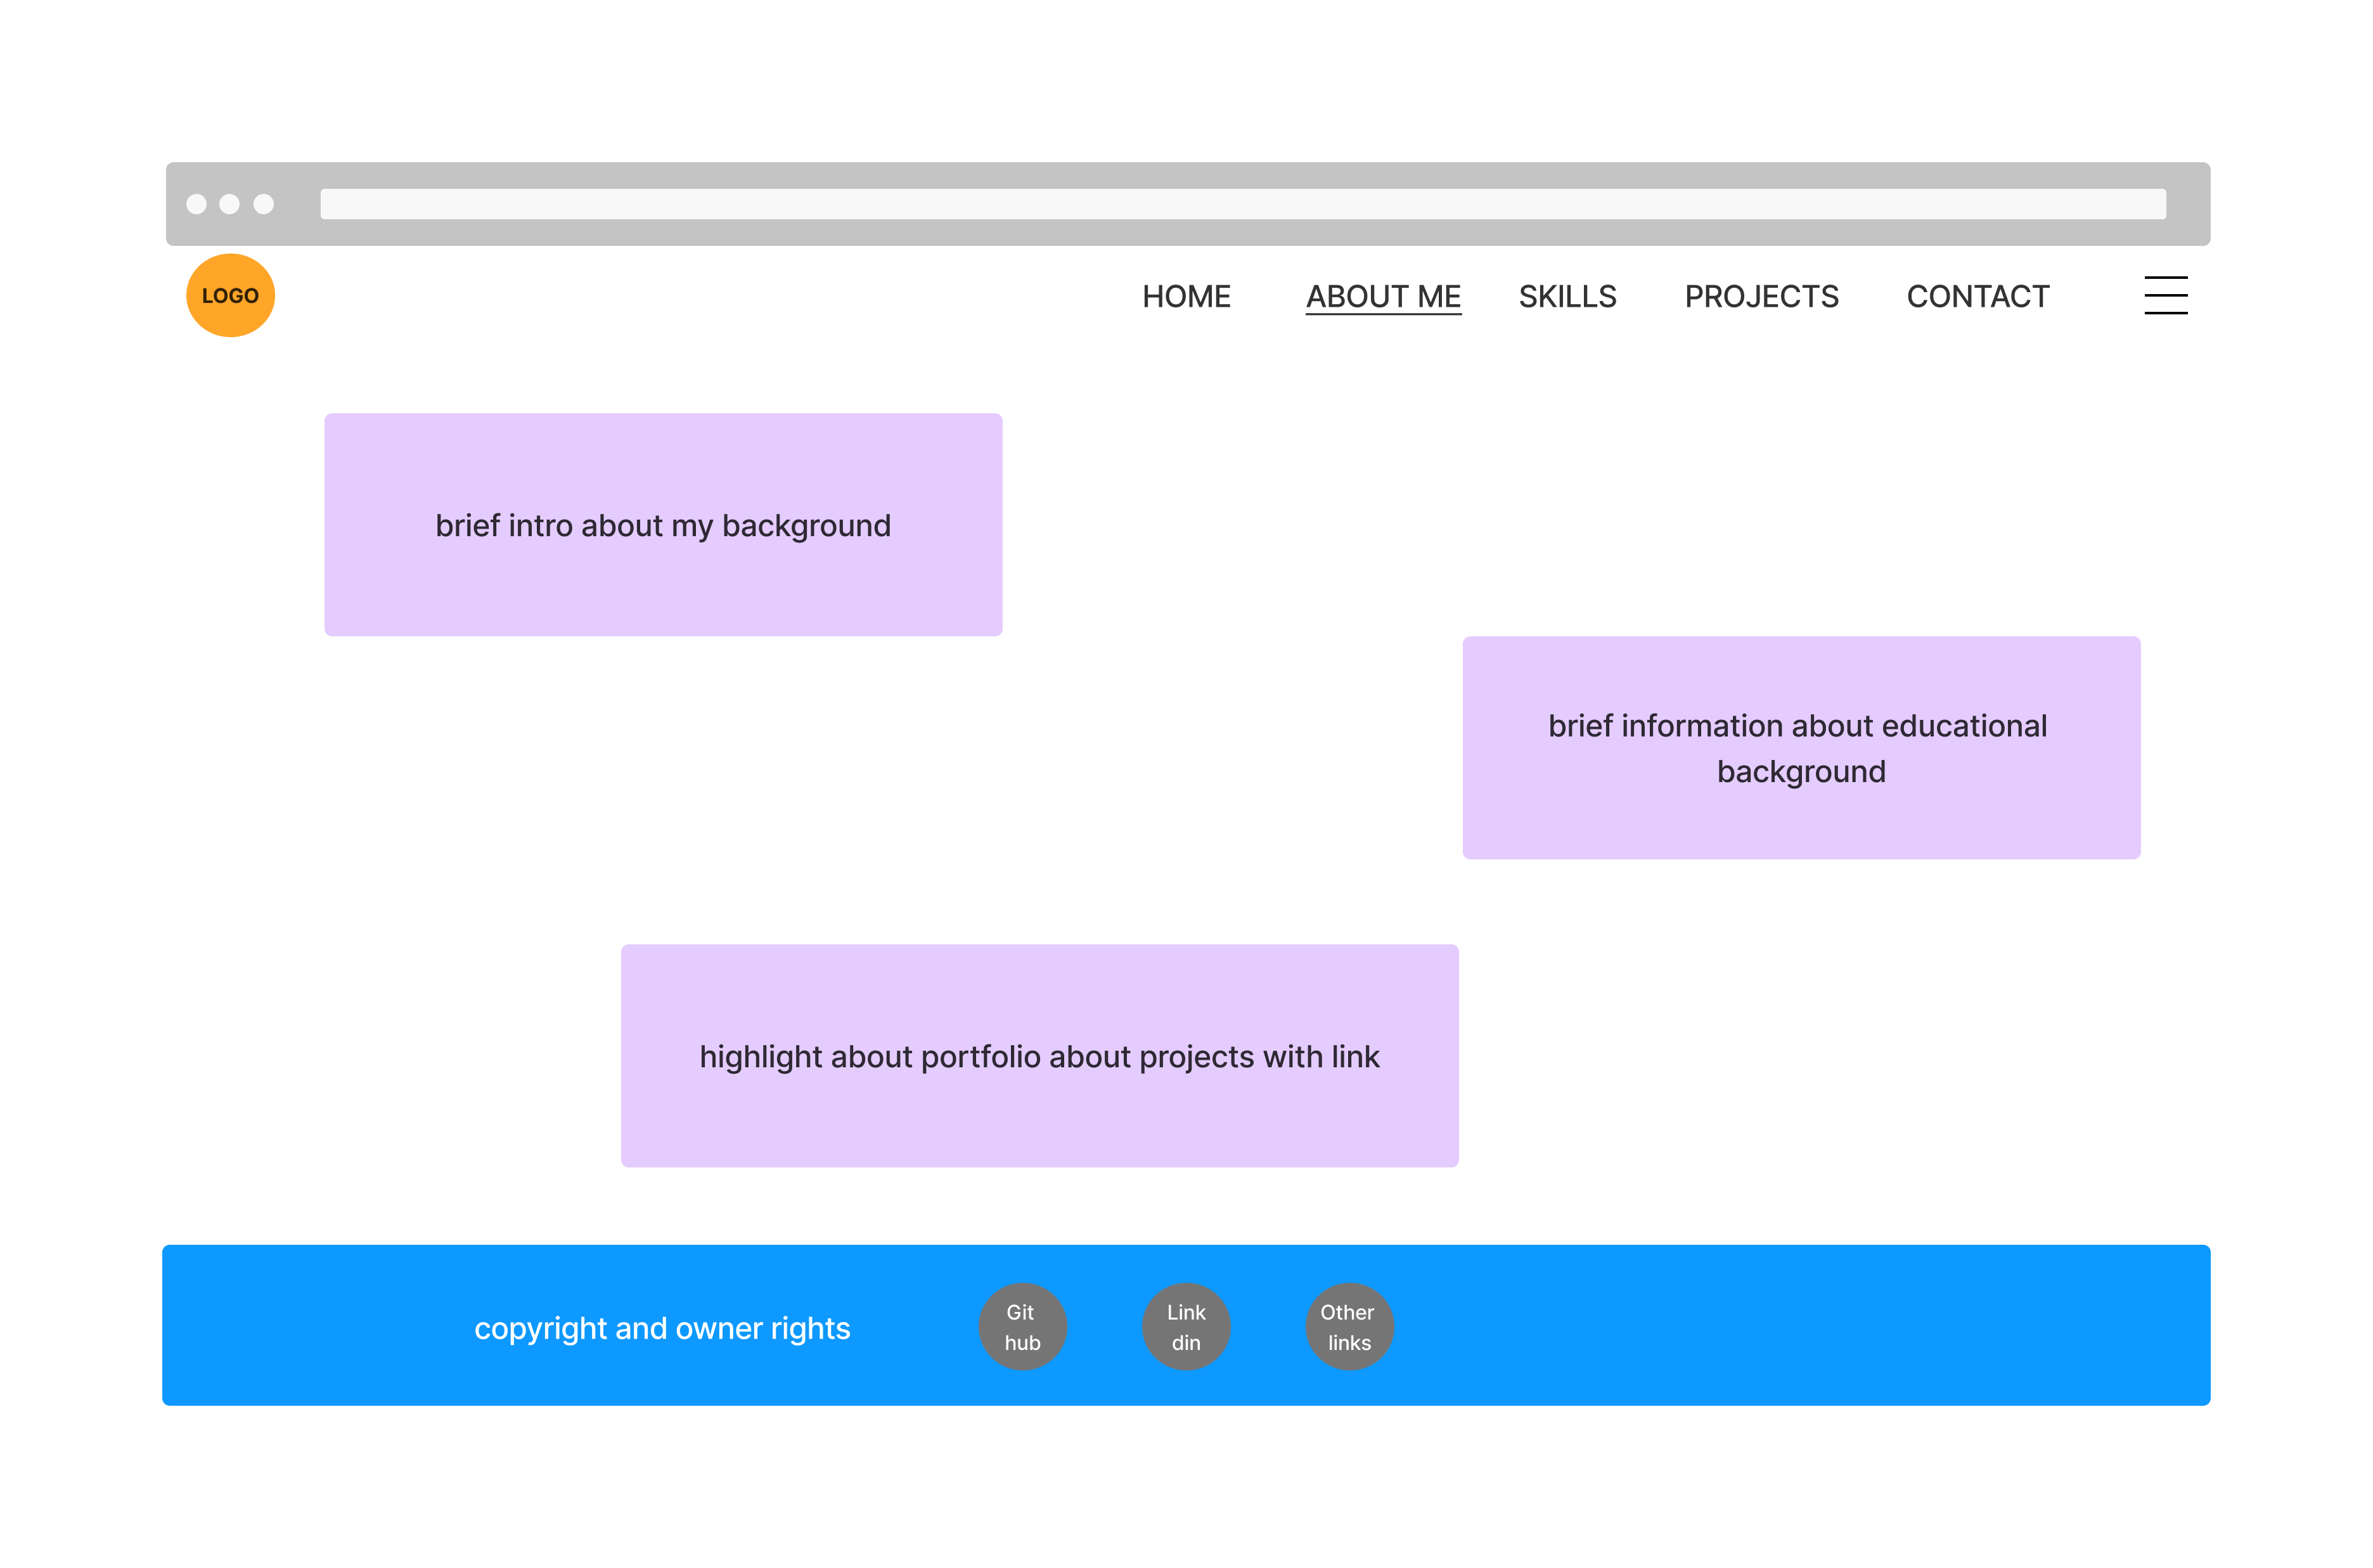 LOGO
HOME ABOUT ME SKILLS PROJECTS CONTACT
brief intro about my background
brief information about educational
background
highlight about portfolio about projects with link
copyright and owner rights
Git
hub
Link
din
Other
links